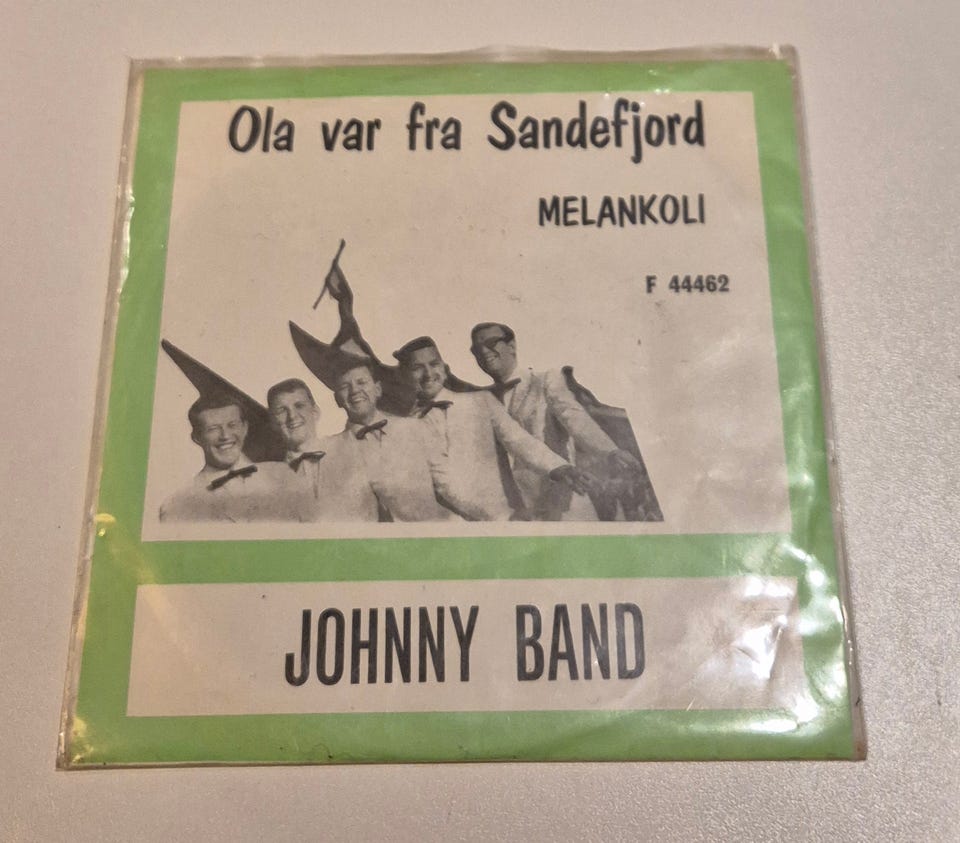 Ola var fra Sandefjord
MELANKOLI
F 44462
JOHNNY BAND